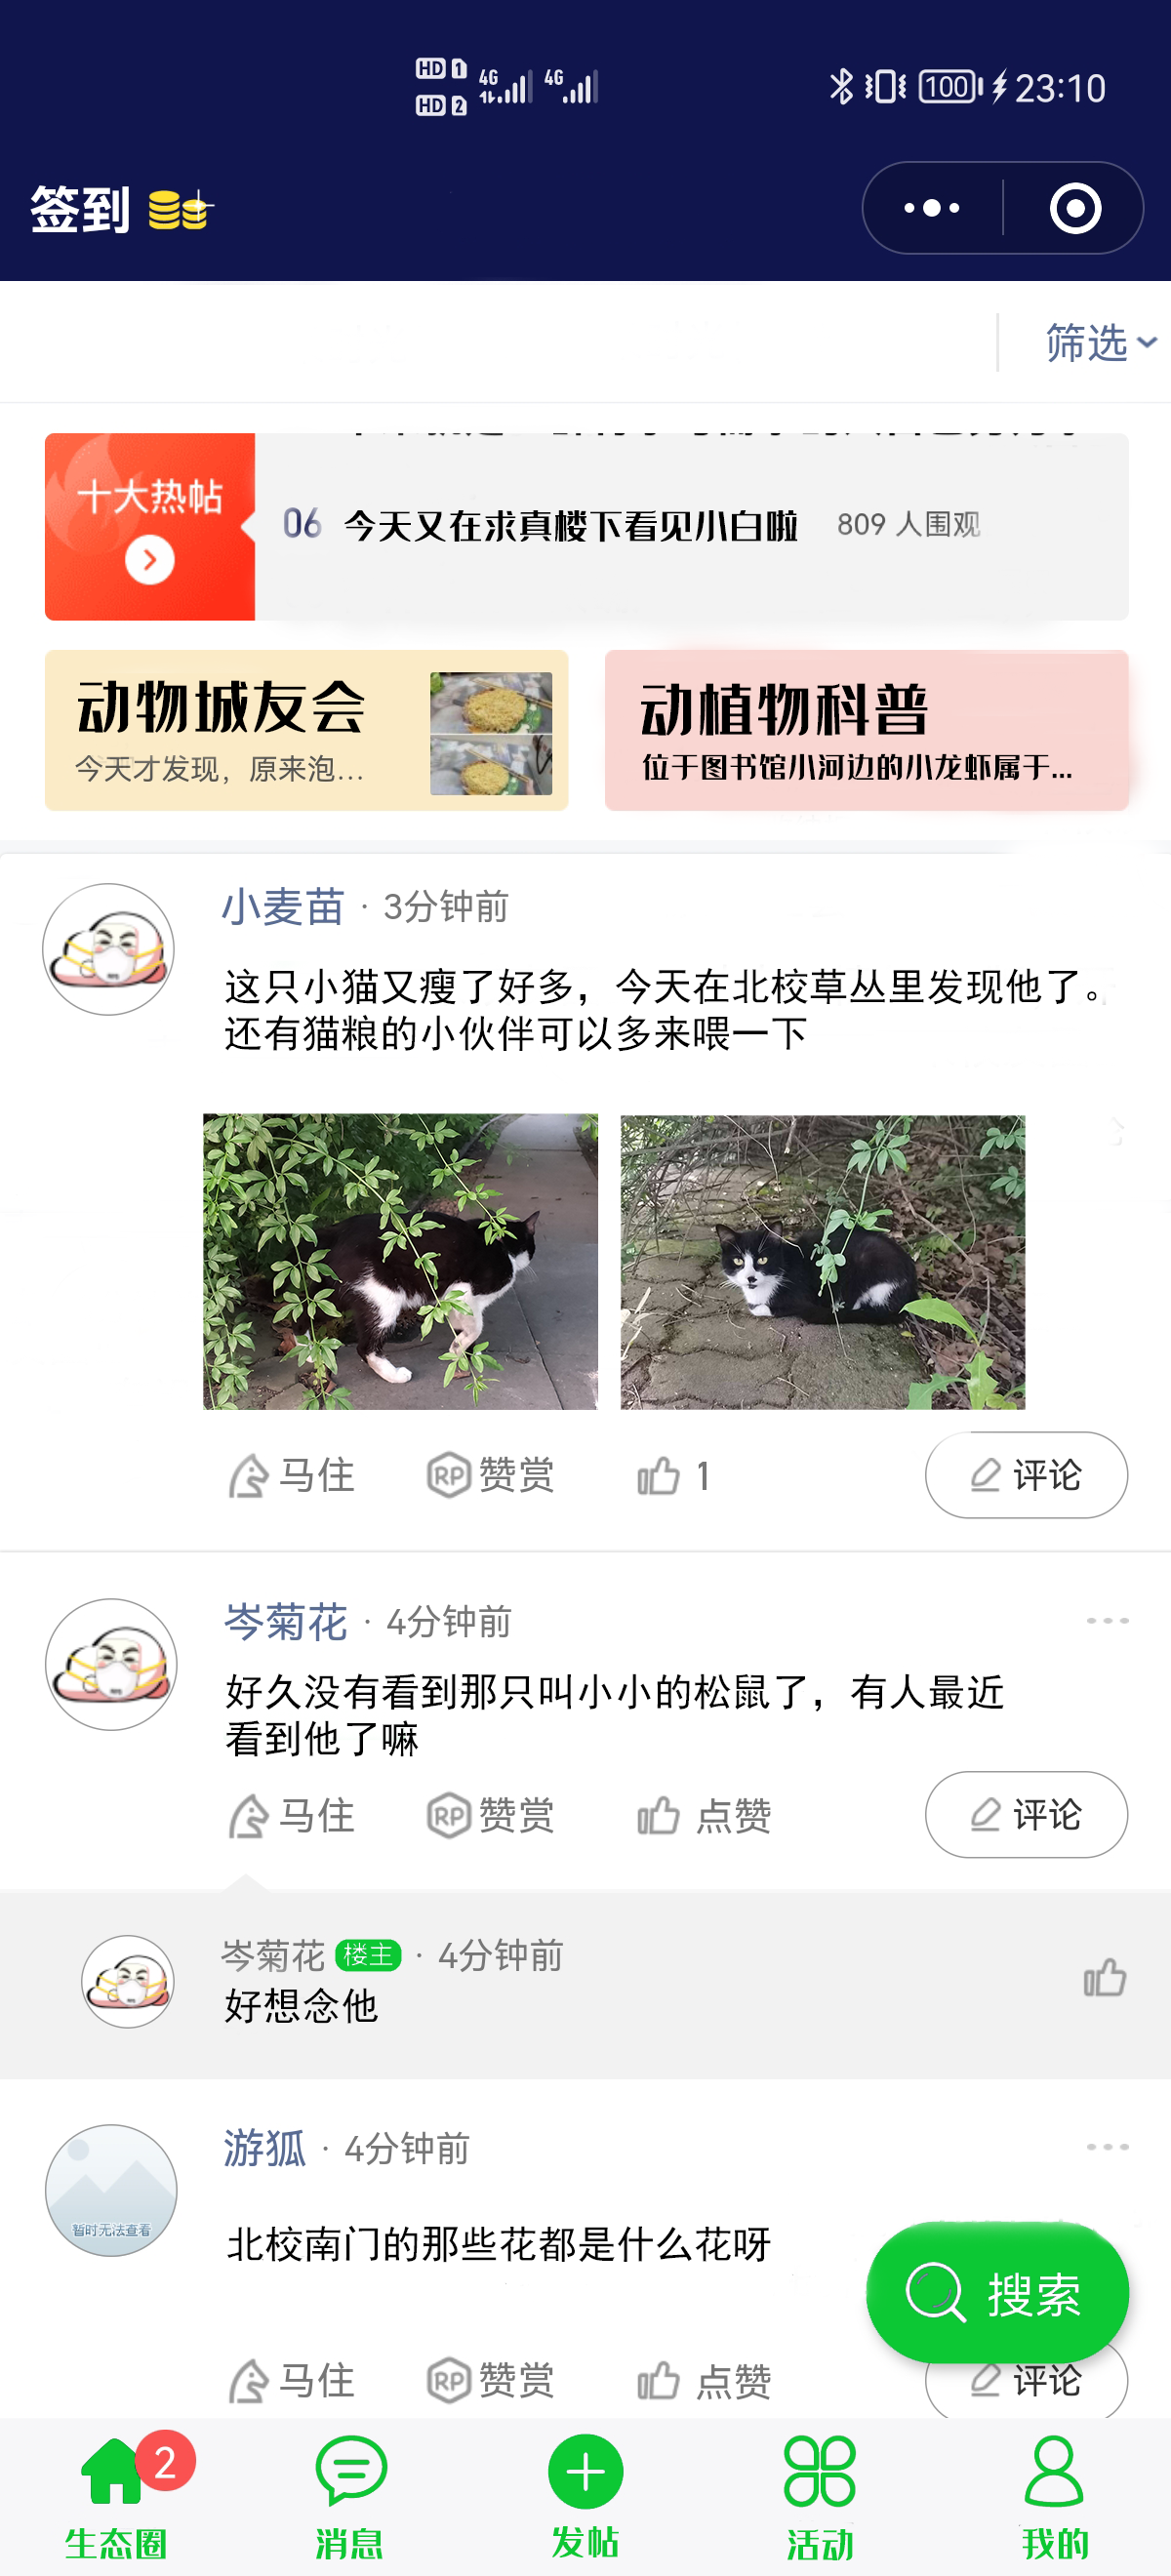 HD 1 4G 4G 100 23:10
HD 2
签到
筛选
十大热帖
06 今天又在求真楼下看见小白啦 809 人围观
动物城友会
今天才发现，原来泡...
动植物科普
位于图书馆小河边的小龙虾属于...
小麦苗 · 3分钟前
这只小猫又瘦了好多，今天在北校草丛里发现他了。
还有猫粮的小伙伴可以多来喂一下
马住 RP 赞赏 1 评论
岑菊花 · 4分钟前
好久没有看到那只叫小小的松鼠了，有人最近
看到他了嘛
马住 RP 赞赏 点赞 评论
岑菊花 楼主 · 4分钟前
好想念他
游狐 · 4分钟前
暂时无法查看
北校南门的那些花都是什么花呀
搜索
马住 RP 赞赏 点赞 评论
2
生态圈 消息 发帖 活动 我的